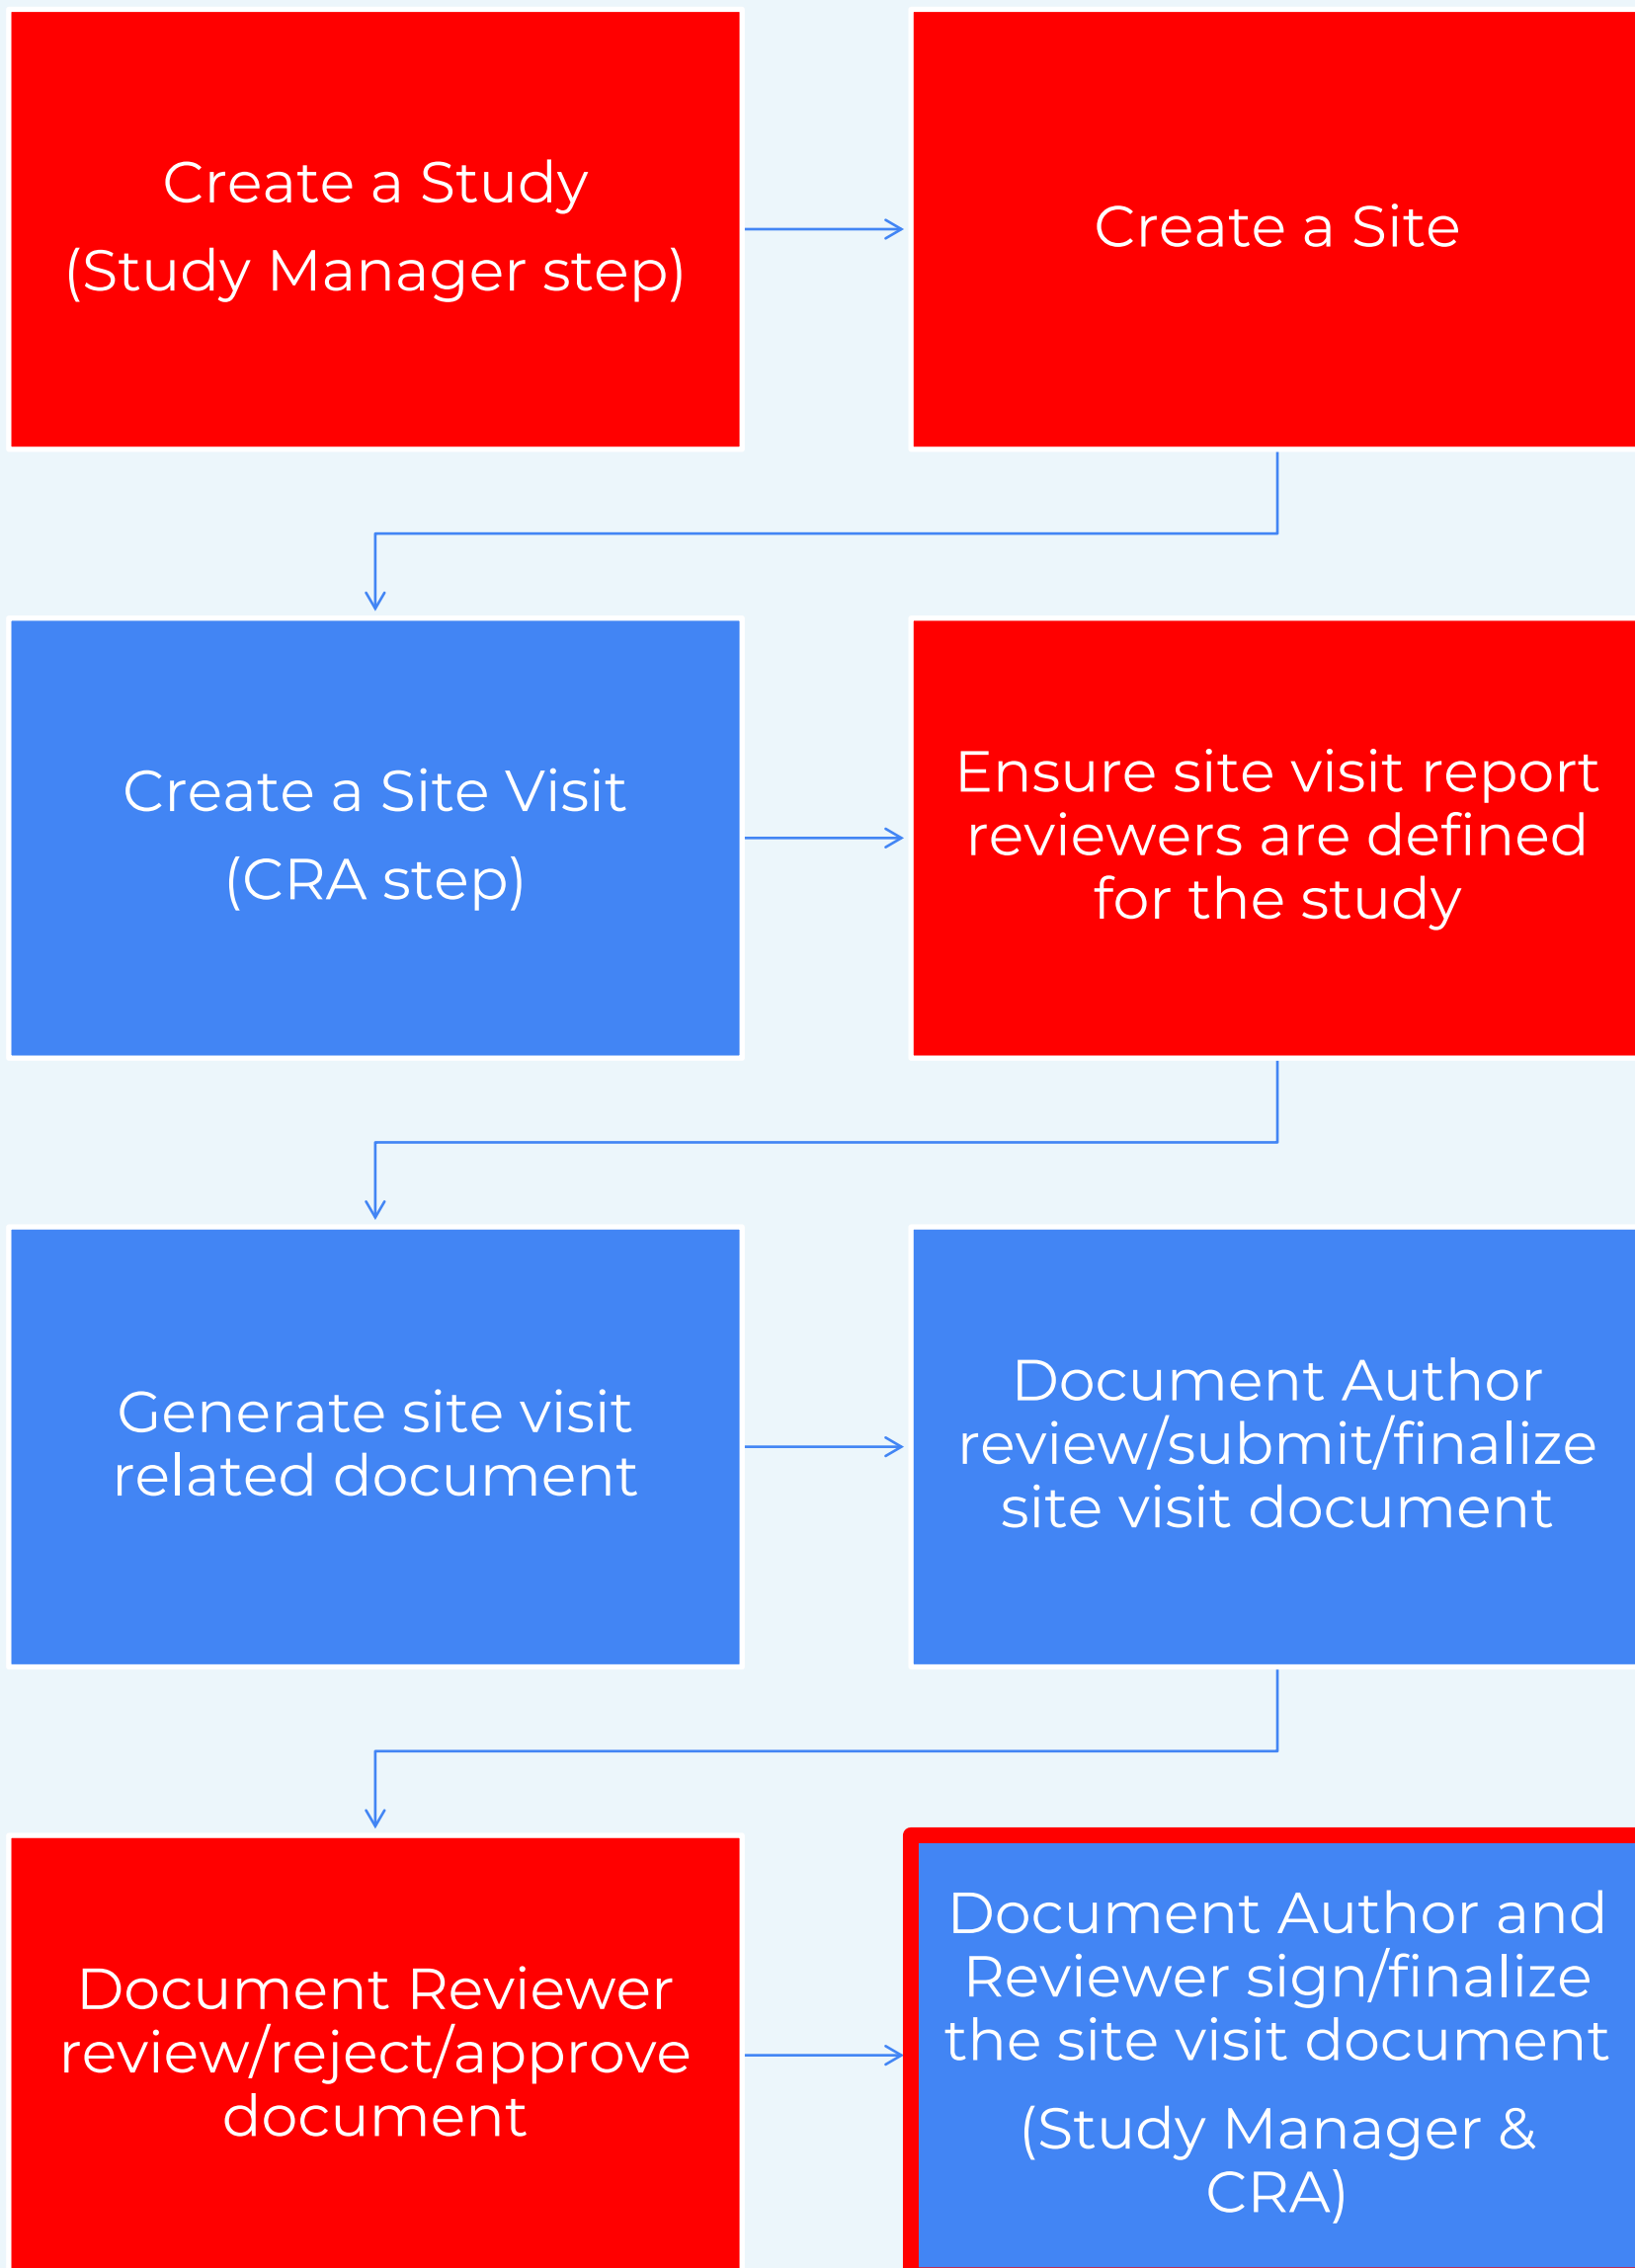 Create a Study
(Study Manager step)
Create a Site
Create a Site Visit
(CRA step)
Ensure site visit report
reviewers are defined
for the study
Generate site visit
related document
Document Author
review/submit/finalize
site visit document
Document Reviewer
review/reject/approve
document
Document Author and
Reviewer sign/finalize
the site visit document
(Study Manager &
CRA)